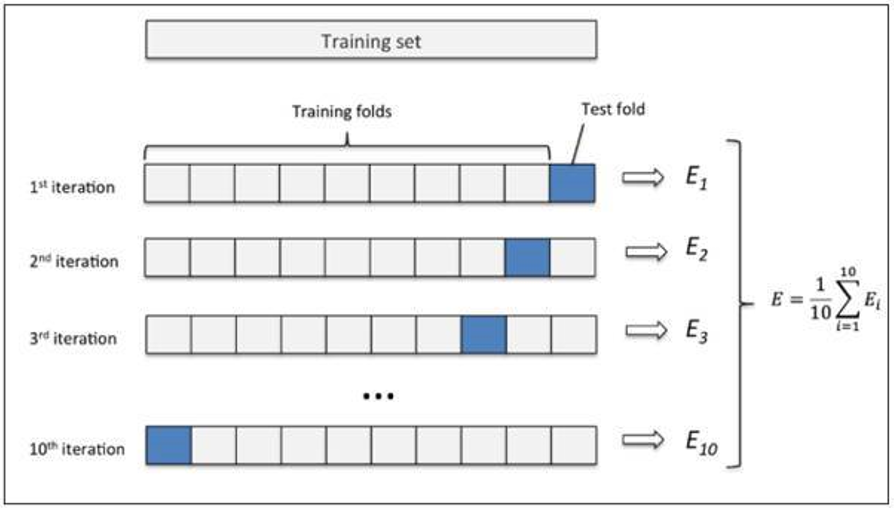 Training set
Training folds
Test fold
1st iteration
E1
2nd iteration
E2
3rd iteration
E3
E = 1/10 ∑ i=1 10 Ei
...
10th iteration
E10